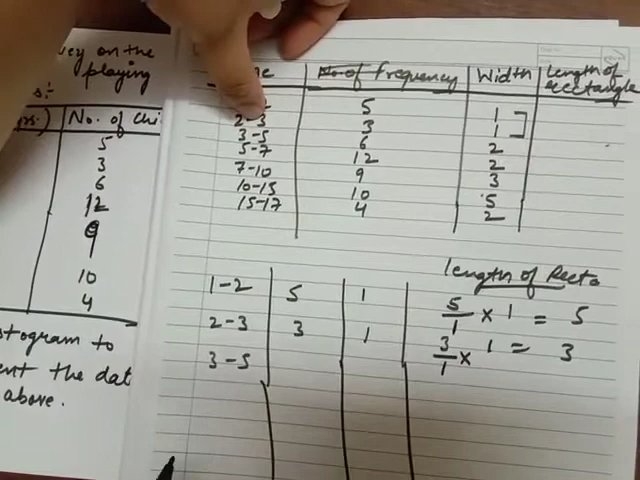 ey on the
playing
s:-
rs.) No. of chi
5
3
6
12
9
10
4
stogram to
ent the dat
above.
me of frequency Width Length of
rectangle
5 1
2-3 3 1
3-5 6 2
5-7 12 2
7-10 9 3
10-15 10 5
15-17 4 2
length of Recta
1-2 5 1 5/1 x 1 = 5
2-3 3 1 3/1 x 1 = 3
3-5